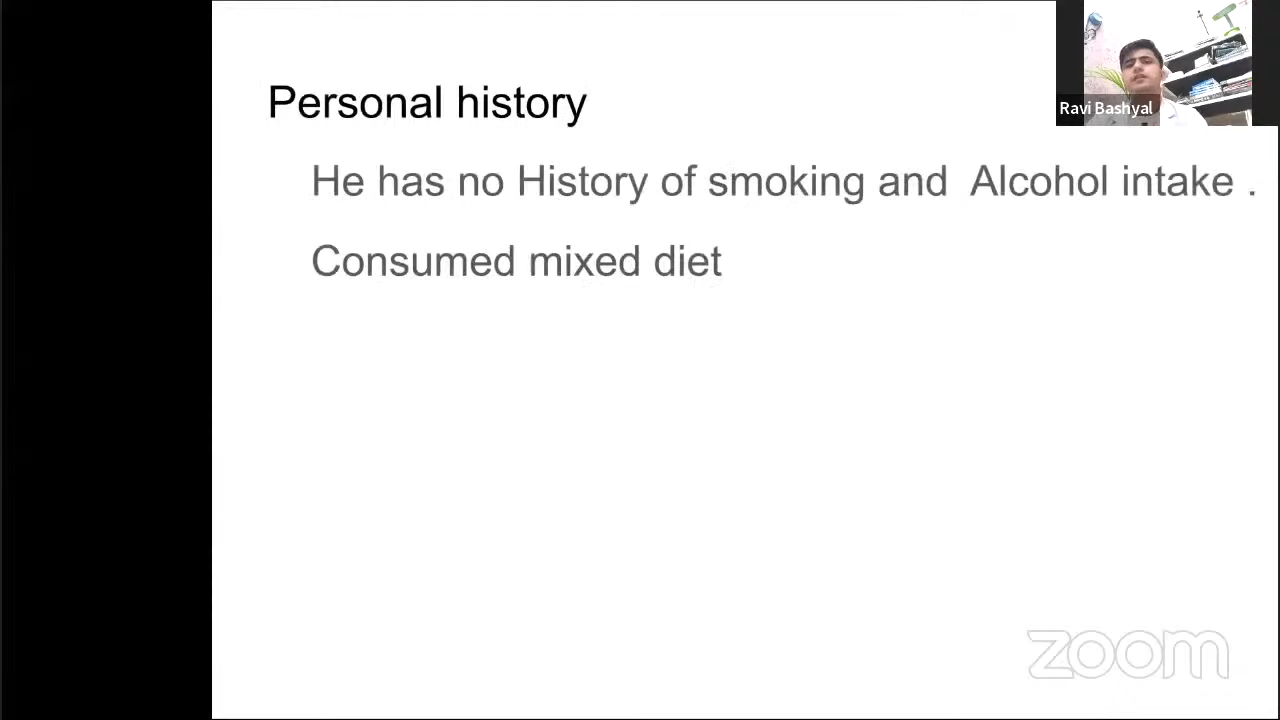 Personal history
He has no History of smoking and Alcohol intake .
Consumed mixed diet
Ravi Bashyal
zoom